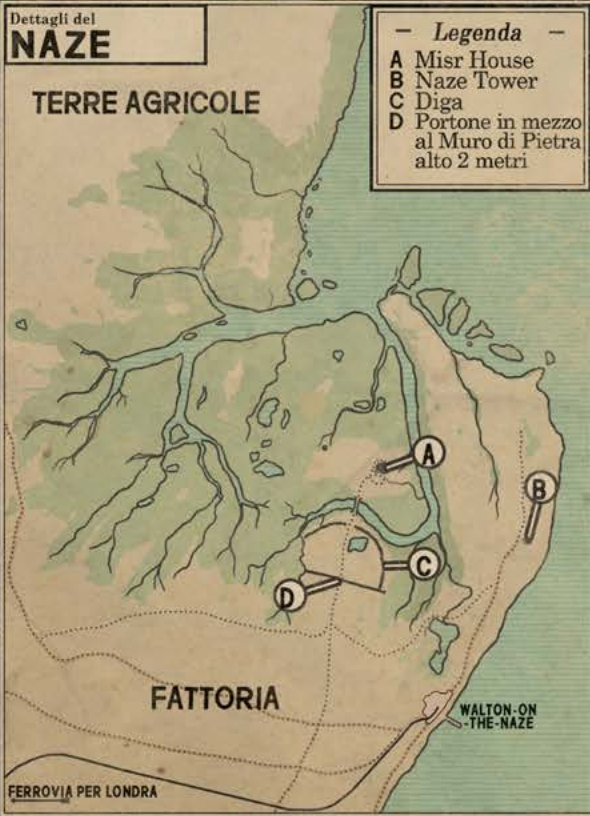 Dettagli del
NAZE
— Legenda —
A Misr House
B Naze Tower
C Diga
D Portone in mezzo
al Muro di Pietra
alto 2 metri
TERRE AGRICOLE
A
B
C
D
FATTORIA
WALTON-ON
-THE-NAZE
FERROVIA PER LONDRA